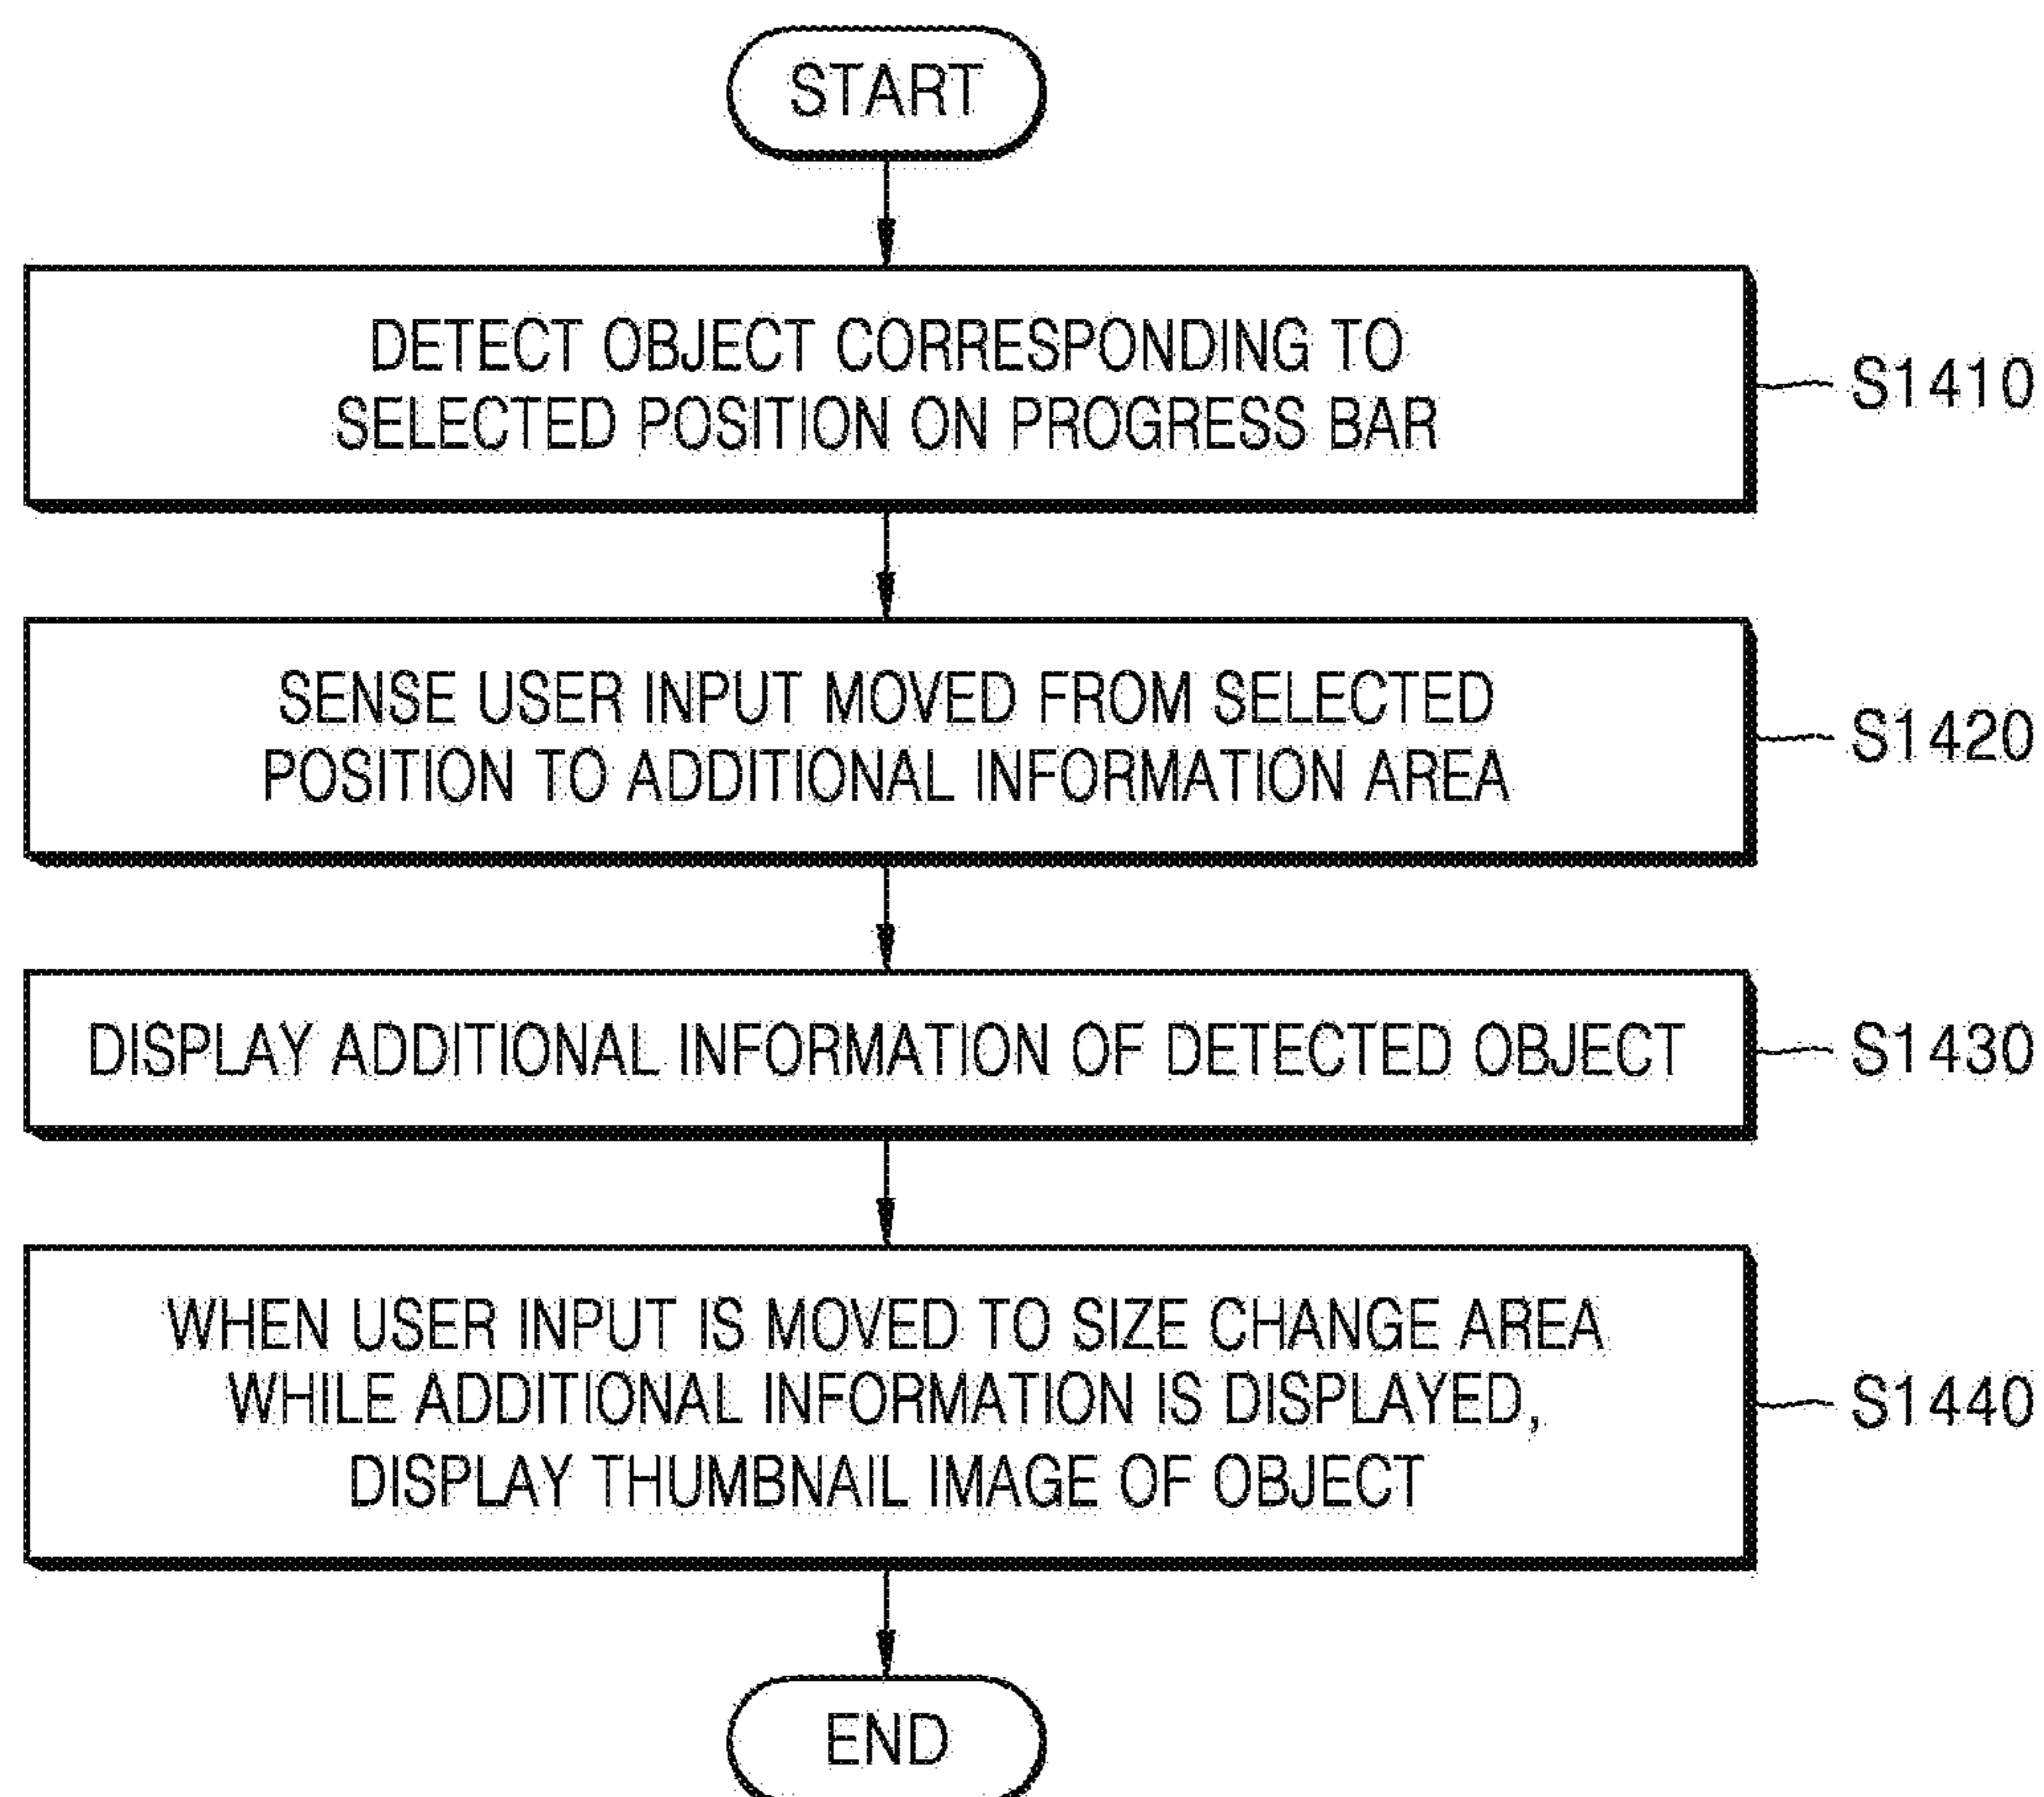 START
DETECT OBJECT CORRESPONDING TO
SELECTED POSITION ON PROGRESS BAR
S1410
SENSE USER INPUT MOVED FROM SELECTED
POSITION TO ADDITIONAL INFORMATION AREA
S1420
DISPLAY ADDITIONAL INFORMATION OF DETECTED OBJECT
S1430
WHEN USER INPUT IS MOVED TO SIZE CHANGE AREA
WHILE ADDITIONAL INFORMATION IS DISPLAYED,
DISPLAY THUMBNAIL IMAGE OF OBJECT
S1440
END